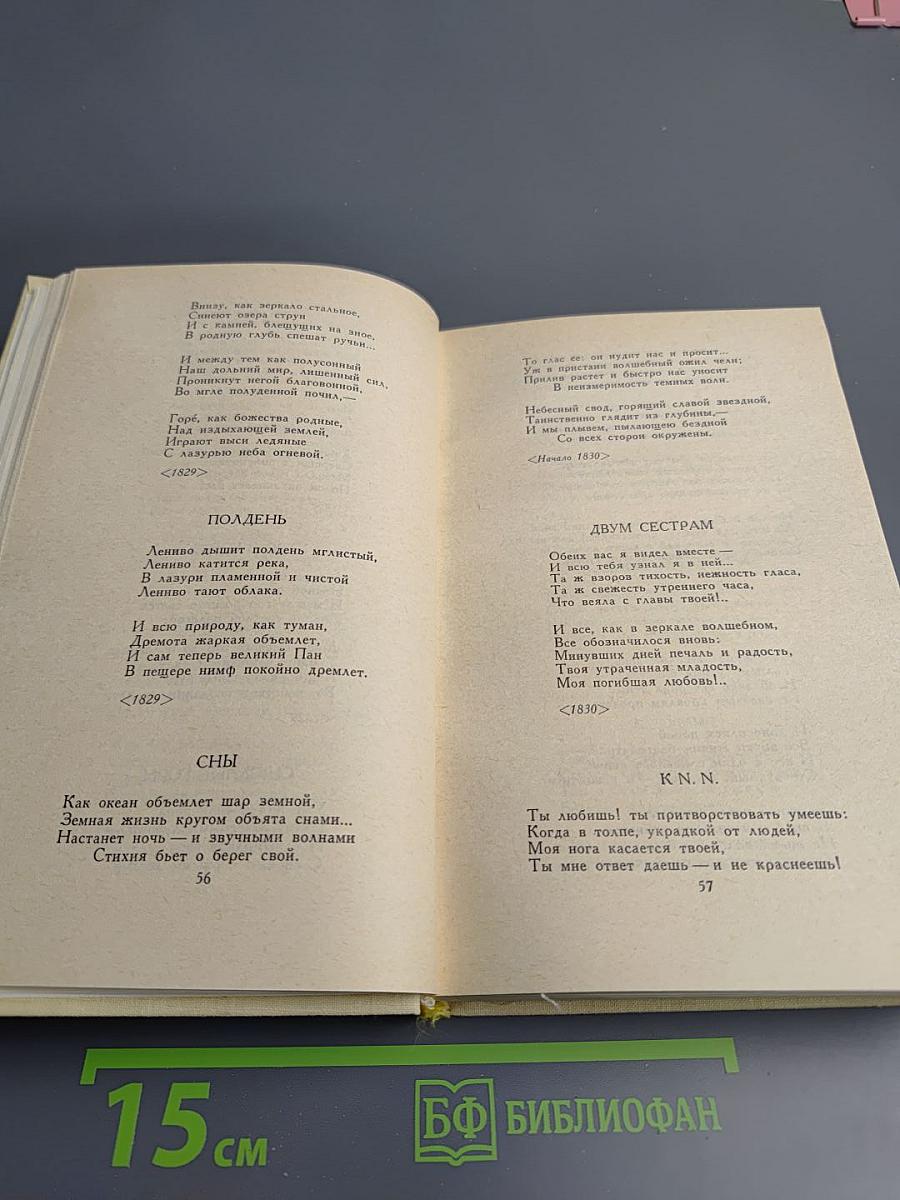 Внизу, как зеркало стальное,
Синеют озера струи
И с камней, блещущих на зное,
В родную глубь спешат ручьи...
И между тем как полусонный
Наш дольний мир, лишенный сил,
Проникнут негой благовонной,
Во мгле полуденной почил,—
Горе́, как божества родные,
Над издыхающей землей,
Играют выси ледяные
С лазурью неба огневой.
<1829>
ПОЛДЕНЬ
Лениво дышит полдень мглистый,
Лениво катится река,
В лазури пламенной и чистой
Лениво тают облака.
И всю природу, как туман,
Дремота жаркая объемлет,
И сам теперь великий Пан
В пещере нимф покойно дремлет.
<1829>
СНЫ
Как океан объемлет шар земной,
Земная жизнь кругом объята снами...
Настанет ночь — и звучными волнами
Стихия бьет о берег свой.
56
То глас ее: он нудит нас и просит...
Уж в пристани волшебный ожил челн;
Прилив растет и быстро нас уносит
В неизмеримость темных волн.
Небесный свод, горящий славой звездной,
Таинственно глядит из глубины,—
И мы плывем, пылающею бездной
Со всех сторон окружены.
<Начало 1830>
ДВУМ СЕСТРАМ
Обеих вас я видел вместе —
И всю тебя узнал я в ней...
Та ж взоров тихость, нежность гласа,
Та ж свежесть утреннего часа,
Что веяла с главы твоей!..
И все, как в зеркале волшебном,
Все обозначилося вновь:
Минувших дней печаль и радость,
Твоя утраченная младость,
Моя погибшая любовь!..
<1830>
К N. N.
Ты любишь! ты притворствовать умеешь:
Когда в толпе, украдкой от людей,
Моя нога касается твоей,
Ты мне ответ даешь — и не краснеешь!
57
15 см
БФ БИБЛИОФАН